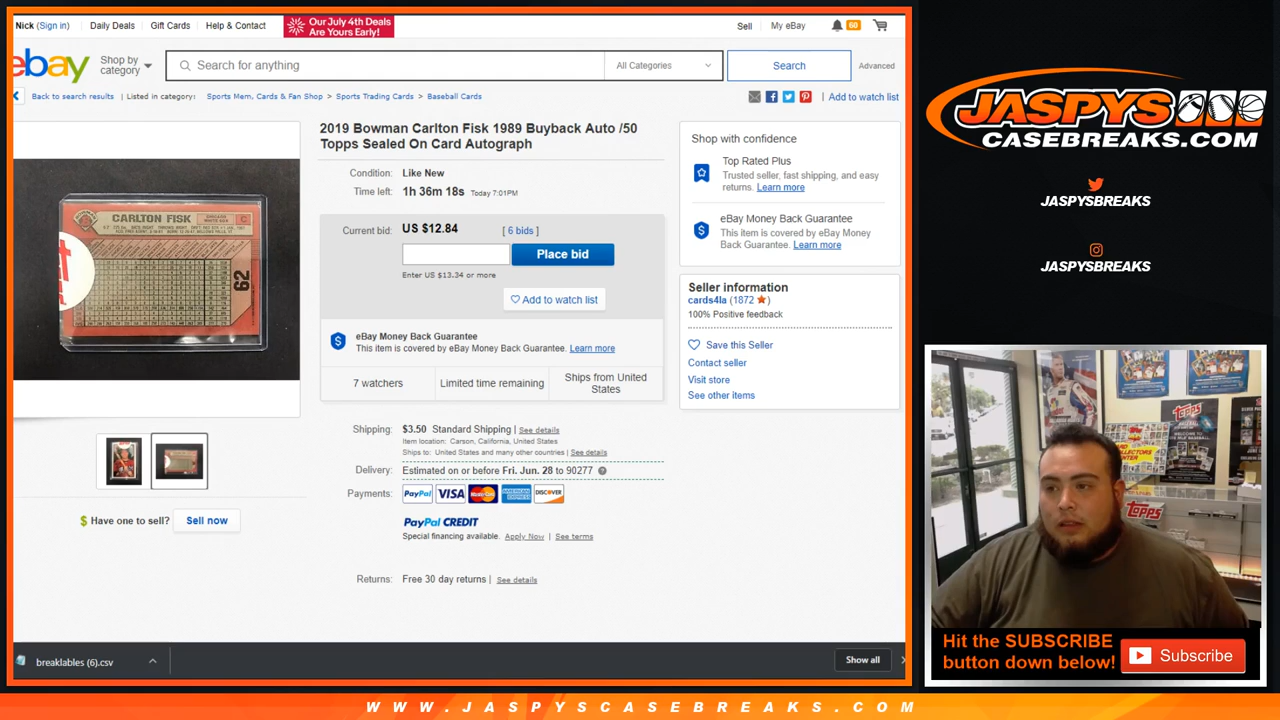 Nick (Sign in) Daily Deals Gift Cards Help & Contact
Our July 4th Deals
Are Yours Early!
Sell My eBay 60
ebay
Shop by
category
Search for anything
All Categories
Search
Advanced
Back to search results | Listed in category: Sports Mem, Cards & Fan Shop > Sports Trading Cards > Baseball Cards
| Add to watch list
CARLTON FISK
C
62
$ Have one to sell? Sell now
2019 Bowman Carlton Fisk 1989 Buyback Auto /50
Topps Sealed On Card Autograph
Condition: Like New
Time left: 1h 36m 18s Today 7:01PM
Current bid: US $12.84 [ 6 bids ]
Place bid
Enter US $13.34 or more
Add to watch list
eBay Money Back Guarantee
This item is covered by eBay Money Back Guarantee. Learn more
7 watchers
Limited time remaining
Ships from United
States
Shipping: $3.50 Standard Shipping | See details
Item location: Carson, California, United States
Ships to: United States and many other countries | See details
Delivery: Estimated on or before Fri. Jun. 28 to 90277
Payments: PayPal VISA MasterCard AMERICAN EXPRESS DISCOVER
PayPal CREDIT
Special financing available. Apply Now | See terms
Returns: Free 30 day returns | See details
Shop with confidence
Top Rated Plus
Trusted seller, fast shipping, and easy
returns. Learn more
eBay Money Back Guarantee
This item is covered by eBay Money
Back Guarantee. Learn more
Seller information
cards4la (1872)
100% Positive feedback
Save this Seller
Contact seller
Visit store
See other items
breaklables (6).csv
Show all
JASPYS
CASEBREAKS.COM
JASPYSBREAKS
JASPYSBREAKS
TOPPS
TOPPS
Hit the SUBSCRIBE
button down below!
Subscribe
WWW.JASPYSCASEBREAKS.COM